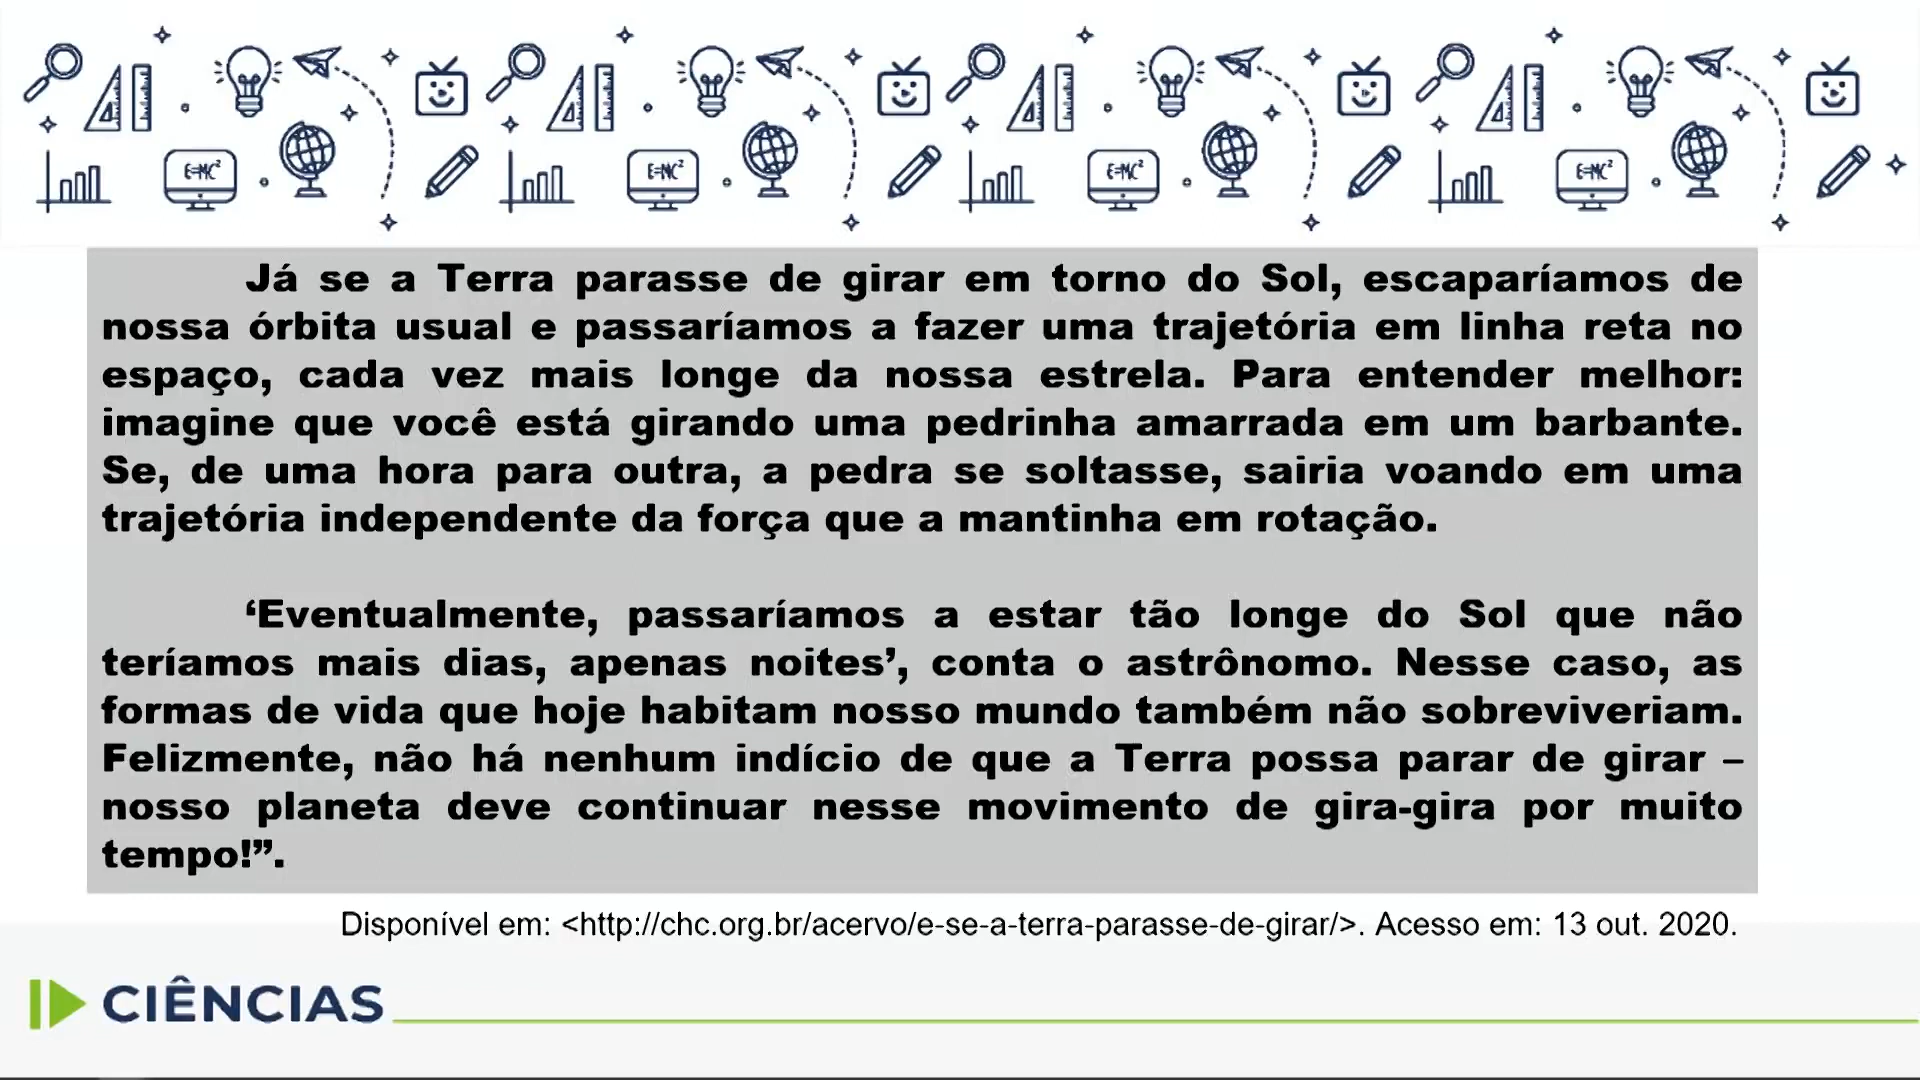 E=MC²
E=MC²
E=MC²
E=MC²
Já se a Terra parasse de girar em torno do Sol, escaparíamos de
nossa órbita usual e passaríamos a fazer uma trajetória em linha reta no
espaço, cada vez mais longe da nossa estrela. Para entender melhor:
imagine que você está girando uma pedrinha amarrada em um barbante.
Se, de uma hora para outra, a pedra se soltasse, sairia voando em uma
trajetória independente da força que a mantinha em rotação.
‘Eventualmente, passaríamos a estar tão longe do Sol que não
teríamos mais dias, apenas noites’, conta o astrônomo. Nesse caso, as
formas de vida que hoje habitam nosso mundo também não sobreviveriam.
Felizmente, não há nenhum indício de que a Terra possa parar de girar –
nosso planeta deve continuar nesse movimento de gira-gira por muito
tempo!”.
Disponível em: <http://chc.org.br/acervo/e-se-a-terra-parasse-de-girar/>. Acesso em: 13 out. 2020.
CIÊNCIAS